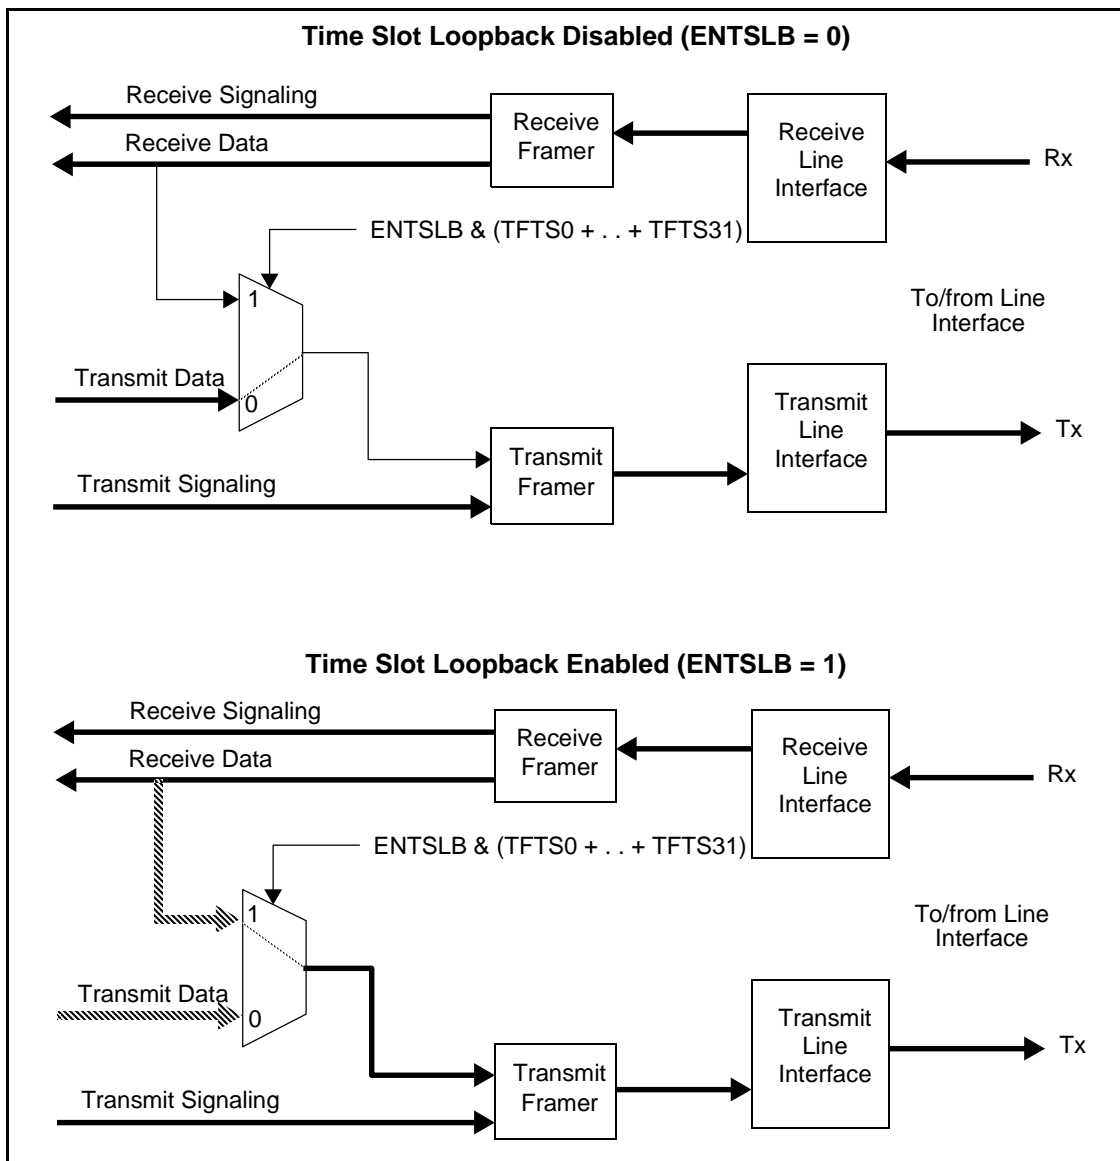 Time Slot Loopback Disabled (ENTSLB = 0)
Receive Signaling
Receive Data
Receive
Framer
Receive
Line
Interface
Rx
ENTSLB & (TFTS0 + . . + TFTS31)
1
To/from Line
Interface
Transmit Data
0
Transmit
Line
Interface
Tx
Transmit Signaling
Transmit
Framer
Time Slot Loopback Enabled (ENTSLB = 1)
Receive Signaling
Receive Data
Receive
Framer
Receive
Line
Interface
Rx
ENTSLB & (TFTS0 + . . + TFTS31)
1
To/from Line
Interface
Transmit Data
0
Transmit
Line
Interface
Tx
Transmit Signaling
Transmit
Framer